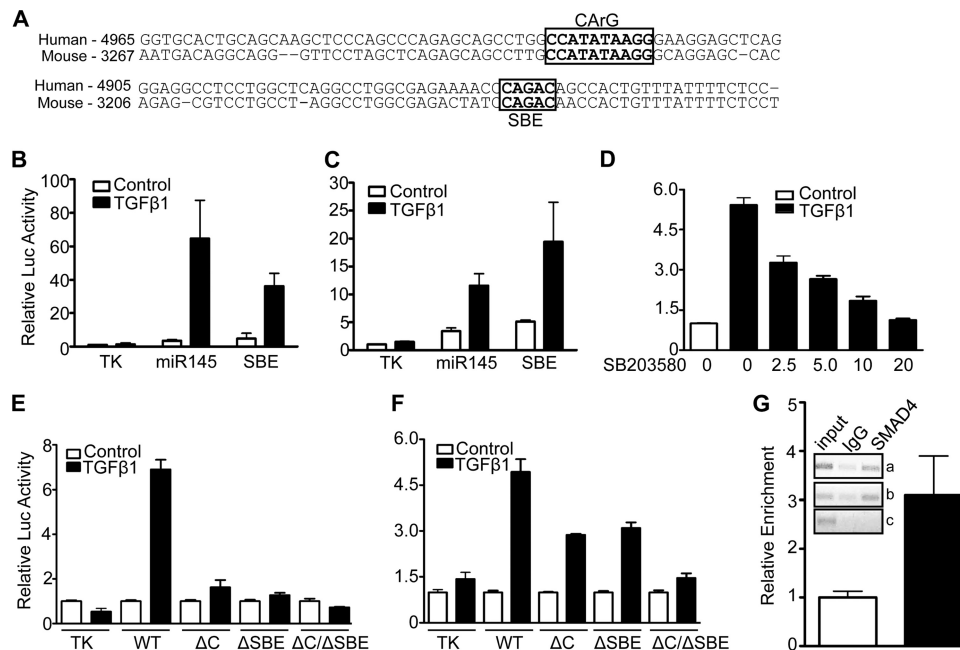 A
CArG
Human - 4965 GGTGCACTGCAGCAAGCTCCCAGCCCAGAGCAGCCTGGCCATATAAGGGAAGGAGCTCAG
Mouse - 3267 AATGACAGGCAGG--GTTCCTAGCTCAGAGCAGCCTTGCCATATAAGGGCAGGAGC-CAC
Human - 4905 GGAGGCCTCCTGGCTCAGGCCTGGCGAGAAAACCCAGACAGCCACTGTTTATTTTCTCC-
Mouse - 3206 AGAG-CGTCCTGCCT-AGGCCTGGCGAGACTATCCAGACAACCACTGTTTATTTTCTCCT
SBE
B
Control
TGFβ1
Relative Luc Activity
100
80
60
40
20
0
TK miR145 SBE
C
Control
TGFβ1
30
25
20
15
10
5
0
TK miR145 SBE
D
TGFβ1
6.0
4.5
3.0
1.5
0
SB203580 0 0 2.5 5.0 10 20
E
Control
TGFβ1
Relative Luc Activity
8
6
4
2
0
TK WT ΔC ΔSBE ΔC/ΔSBE
F
Control
TGFβ1
6.0
4.5
3.0
1.5
0
TK WT ΔC ΔSBE ΔC/ΔSBE
G
Relative Enrichment
5
4
3
2
1
0
input IgG SMAD4
a
b
c